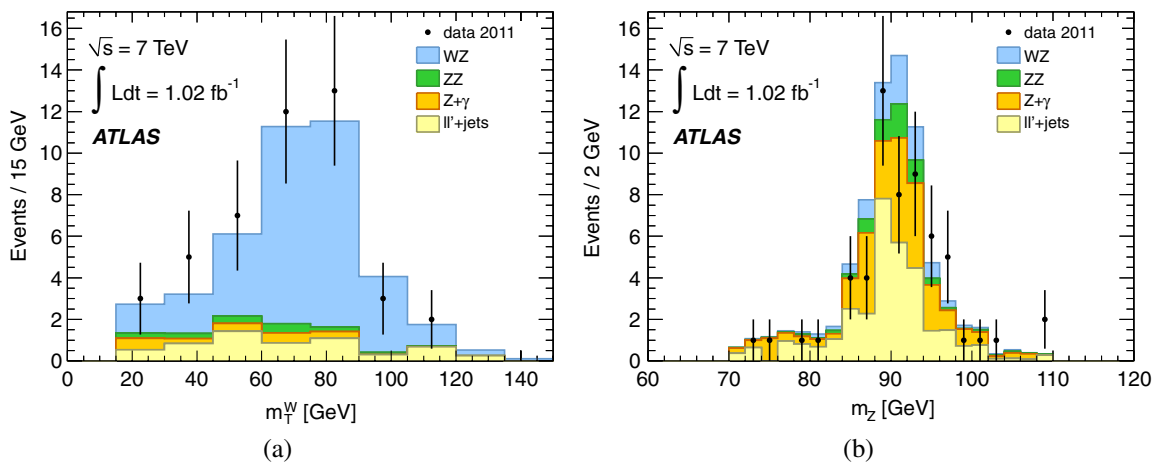 Events / 15 GeV
16
14
12
10
8
6
4
2
0
√s = 7 TeV
∫ Ldt = 1.02 fb⁻¹
ATLAS
data 2011
WZ
ZZ
Z+γ
ll'+jets
0 20 40 60 80 100 120 140
m_T^W [GeV]
(a)
Events / 2 GeV
16
14
12
10
8
6
4
2
0
√s = 7 TeV
∫ Ldt = 1.02 fb⁻¹
ATLAS
data 2011
WZ
ZZ
Z+γ
ll'+jets
60 70 80 90 100 110 120
m_Z [GeV]
(b)